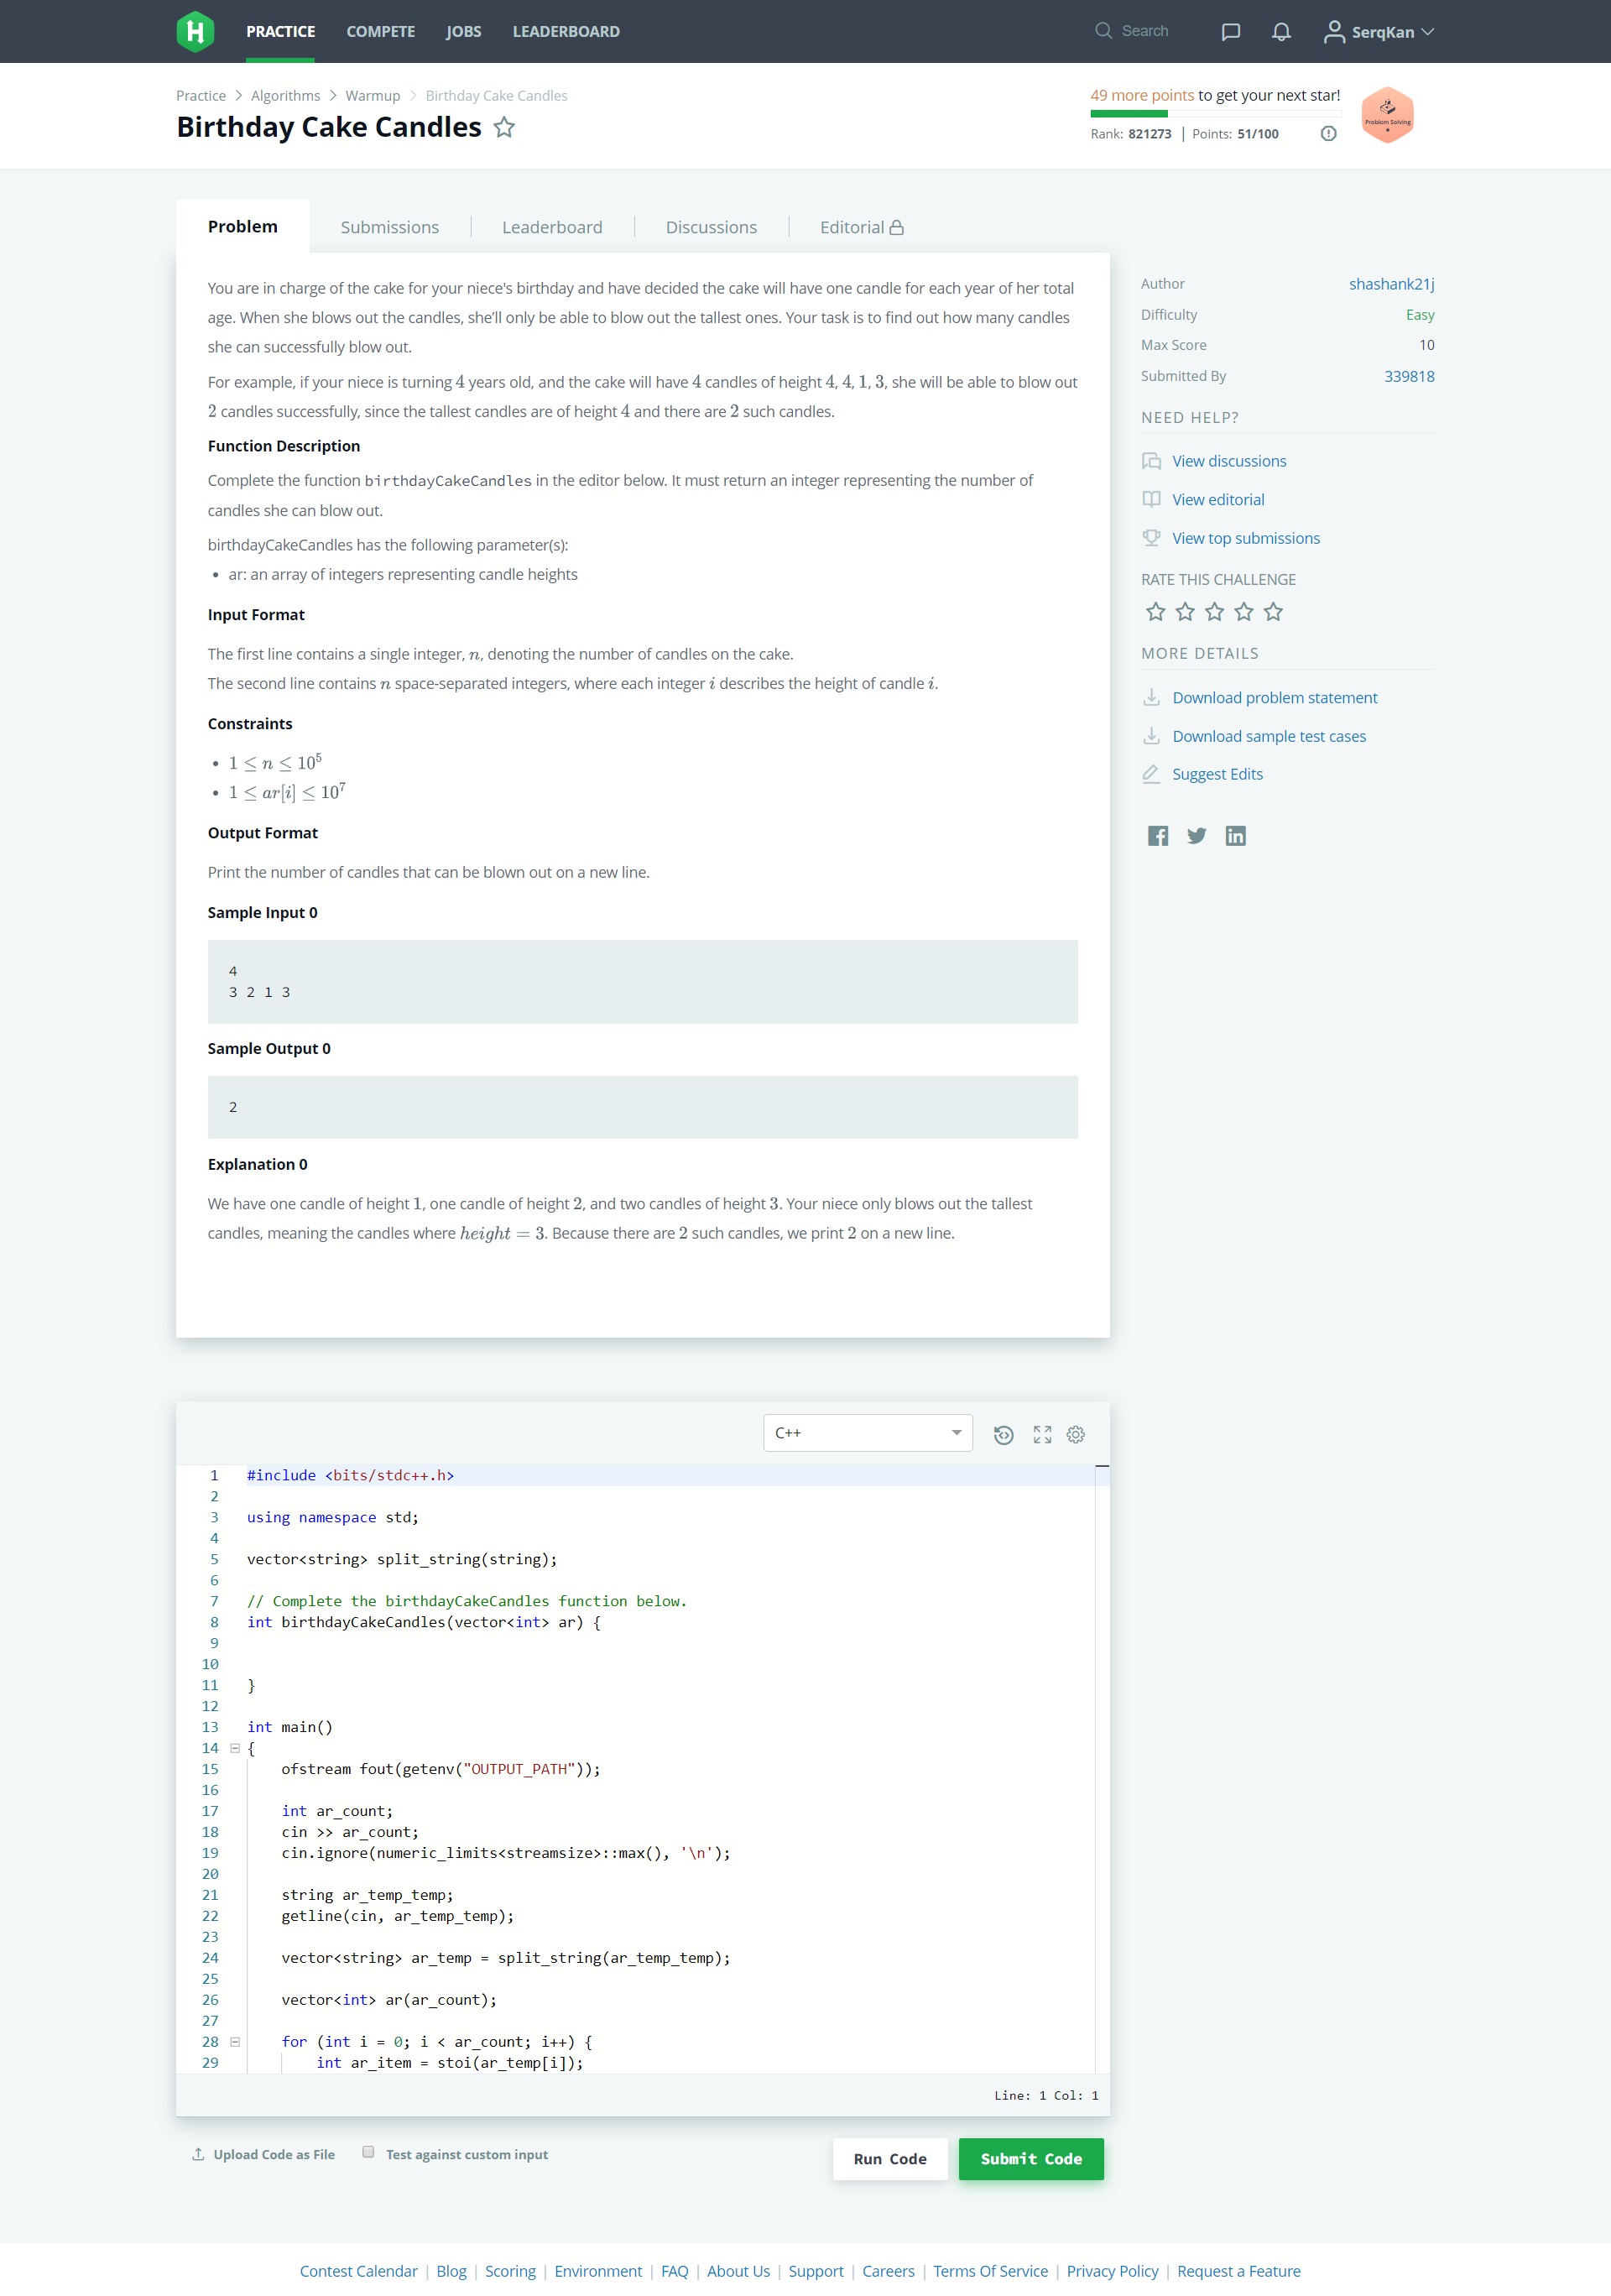 PRACTICE COMPETE JOBS LEADERBOARD Search SerqKan
Practice > Algorithms > Warmup > Birthday Cake Candles
Birthday Cake Candles
49 more points to get your next star!
Rank: 821273 | Points: 51/100
Problem Solving
Problem Submissions Leaderboard Discussions Editorial
You are in charge of the cake for your niece's birthday and have decided the cake will have one candle for each year of her total
age. When she blows out the candles, she'll only be able to blow out the tallest ones. Your task is to find out how many candles
she can successfully blow out.
For example, if your niece is turning 4 years old, and the cake will have 4 candles of height 4, 4, 1, 3, she will be able to blow out
2 candles successfully, since the tallest candles are of height 4 and there are 2 such candles.
Function Description
Complete the function birthdayCakeCandles in the editor below. It must return an integer representing the number of
candles she can blow out.
birthdayCakeCandles has the following parameter(s):
• ar: an array of integers representing candle heights
Input Format
The first line contains a single integer, n, denoting the number of candles on the cake.
The second line contains n space-separated integers, where each integer i describes the height of candle i.
Constraints
• 1 ≤ n ≤ 10⁵
• 1 ≤ ar[i] ≤ 10⁷
Output Format
Print the number of candles that can be blown out on a new line.
Sample Input 0
4
3 2 1 3
Sample Output 0
2
Explanation 0
We have one candle of height 1, one candle of height 2, and two candles of height 3. Your niece only blows out the tallest
candles, meaning the candles where height = 3. Because there are 2 such candles, we print 2 on a new line.
Author shashank21j
Difficulty Easy
Max Score 10
Submitted By 339818
NEED HELP?
View discussions
View editorial
View top submissions
RATE THIS CHALLENGE
MORE DETAILS
Download problem statement
Download sample test cases
Suggest Edits
C++
1 #include <bits/stdc++.h>
2
3 using namespace std;
4
5 vector<string> split_string(string);
6
7 // Complete the birthdayCakeCandles function below.
8 int birthdayCakeCandles(vector<int> ar) {
9
10
11 }
12
13 int main()
14 {
15     ofstream fout(getenv("OUTPUT_PATH"));
16
17     int ar_count;
18     cin >> ar_count;
19     cin.ignore(numeric_limits<streamsize>::max(), '\n');
20
21     string ar_temp_temp;
22     getline(cin, ar_temp_temp);
23
24     vector<string> ar_temp = split_string(ar_temp_temp);
25
26     vector<int> ar(ar_count);
27
28     for (int i = 0; i < ar_count; i++) {
29         int ar_item = stoi(ar_temp[i]);
Line: 1 Col: 1
Upload Code as File Test against custom input Run Code Submit Code
Contest Calendar | Blog | Scoring | Environment | FAQ | About Us | Support | Careers | Terms Of Service | Privacy Policy | Request a Feature